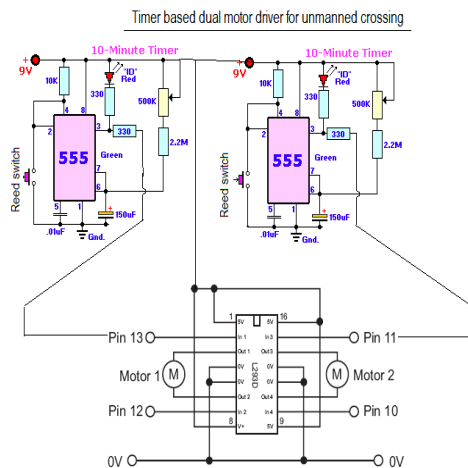 Timer based dual motor driver for unmanned crossing
10-Minute Timer
+
9V
10K
"ID"
Red
330
500K
4
8
2
3
330
555
Green
7
6
2.2M
Reed switch
5
1
.01uF
+
150uF
Gnd.
10-Minute Timer
+
9V
10K
"ID"
Red
330
500K
4
8
2
3
330
555
Green
7
6
2.2M
Reed switch
5
1
.01uF
+
150uF
Gnd.
1
16
5V
5V
Pin 13
In 1
In 3
Pin 11
Out 1
Out 3
Motor 1
M
0V
0V
L293D
M
Motor 2
0V
0V
Out 2
Out 4
Pin 12
In 2
In 4
Pin 10
8
V+
5V
9
0V
0V